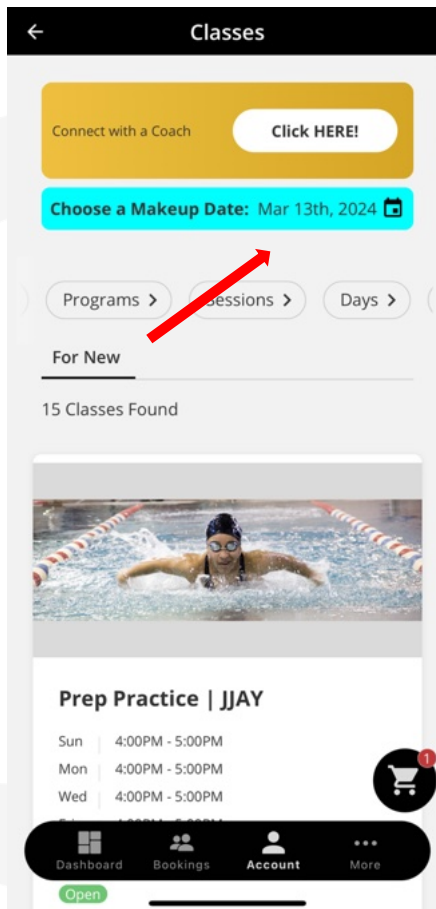 Classes
Connect with a Coach
Click HERE!
Choose a Makeup Date: Mar 13th, 2024
Programs
Sessions
Days
For New
15 Classes Found
Prep Practice | JJAY
Sun 4:00PM - 5:00PM
Mon 4:00PM - 5:00PM
Wed 4:00PM - 5:00PM
1
Dashboard
Bookings
Account
More
Open